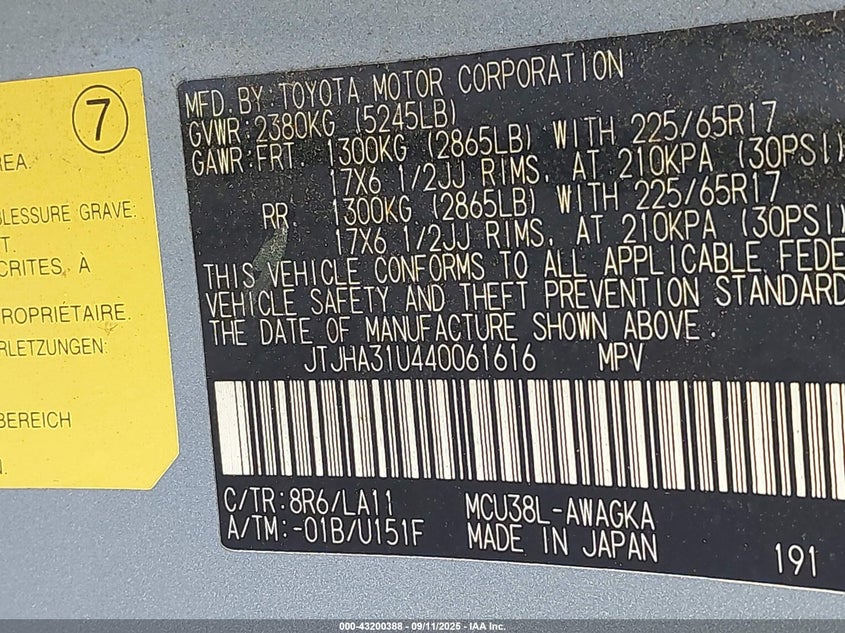 7
REA.
BLESSURE GRAVE.
T.
CRITES, À
PROPRIÉTAIRE.
ERLETZUNGEN:
BEREICH
N.
MFD. BY: TOYOTA MOTOR CORPORATION
GVWR: 2380KG (5245LB)
GAWR: FRT. 1300KG (2865LB) WITH 225/65R17
17X6 1/2JJ RIMS, AT 210KPA (30PSI)
RR. 1300KG (2865LB) WITH 225/65R17
17X6 1/2JJ RIMS, AT 210KPA (30PSI)
THIS VEHICLE CONFORMS TO ALL APPLICABLE FEDE
VEHICLE SAFETY AND THEFT PREVENTION STANDARD
THE DATE OF MANUFACTURE SHOWN ABOVE.
JTJHA31U440061616 MPV
C/TR: 8R6/LA11 MCU38L-AWAGKA
A/TM: -01B/U151F MADE IN JAPAN 191
000-43200388 - 09/11/2025 - IAA Inc.